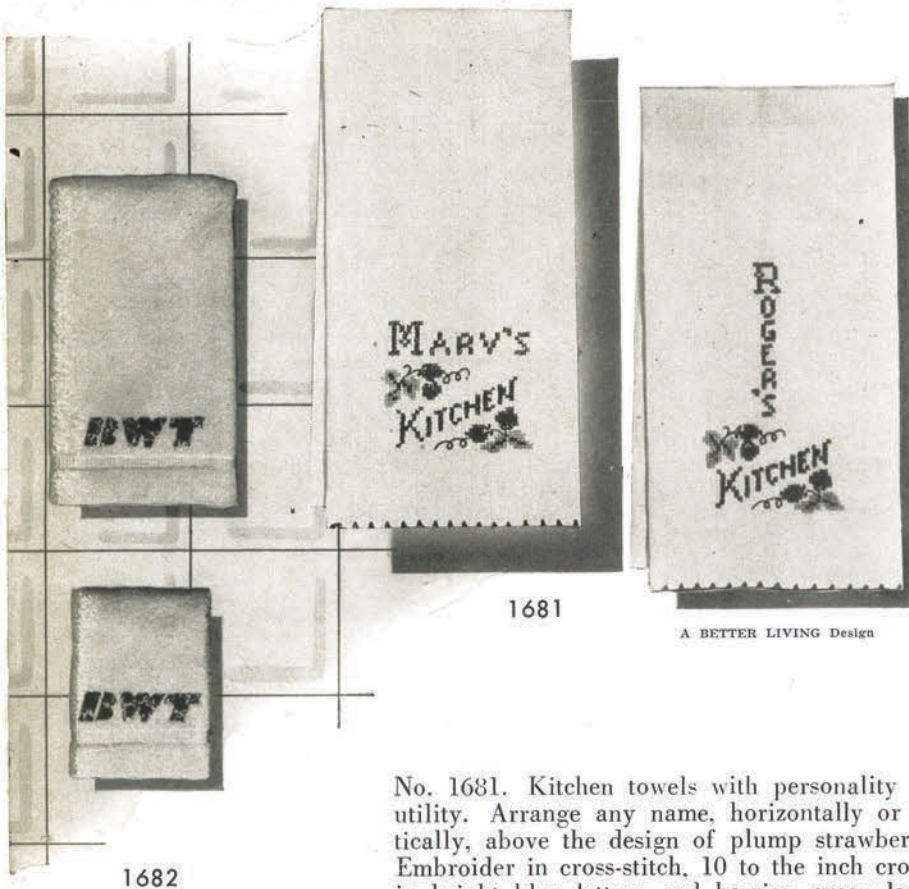 BWT
BWT
1682
MARY'S
KITCHEN
ROGER'S
KITCHEN
1681
A BETTER LIVING Design
No. 1681. Kitchen towels with personality
utility. Arrange any name, horizontally or
tically, above the design of plump strawber
Embroider in cross-stitch, 10 to the inch